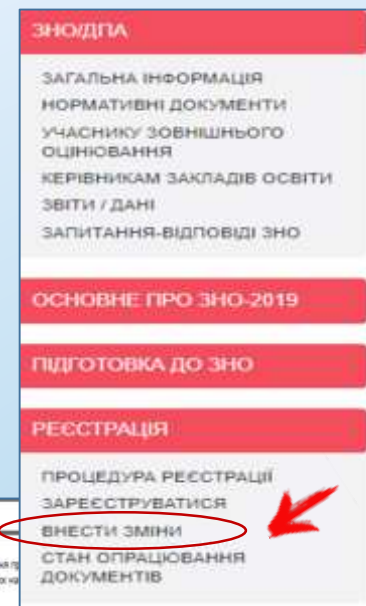 ЗНО/ДПА
ЗАГАЛЬНА ІНФОРМАЦІЯ
НОРМАТИВНІ ДОКУМЕНТИ
УЧАСНИКУ ЗОВНІШНЬОГО
ОЦІНЮВАННЯ
КЕРІВНИКАМ ЗАКЛАДІВ ОСВІТИ
ЗВІТИ / ДАНІ
ЗАПИТАННЯ-ВІДПОВІДІ ЗНО
ОСНОВНЕ ПРО ЗНО-2019
ПІДГОТОВКА ДО ЗНО
РЕЄСТРАЦІЯ
ПРОЦЕДУРА РЕЄСТРАЦІЇ
ЗАРЕЄСТРУВАТИСЯ
ВНЕСТИ ЗМІНИ
СТАН ОПРАЦЮВАННЯ
ДОКУМЕНТІВ